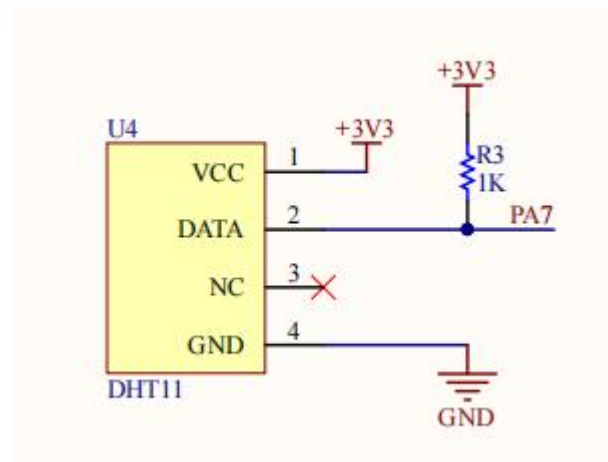 +3V3
U4
+3V3
1
VCC
R3
1K
2
DATA
PA7
3
NC
4
GND
DHT11
GND